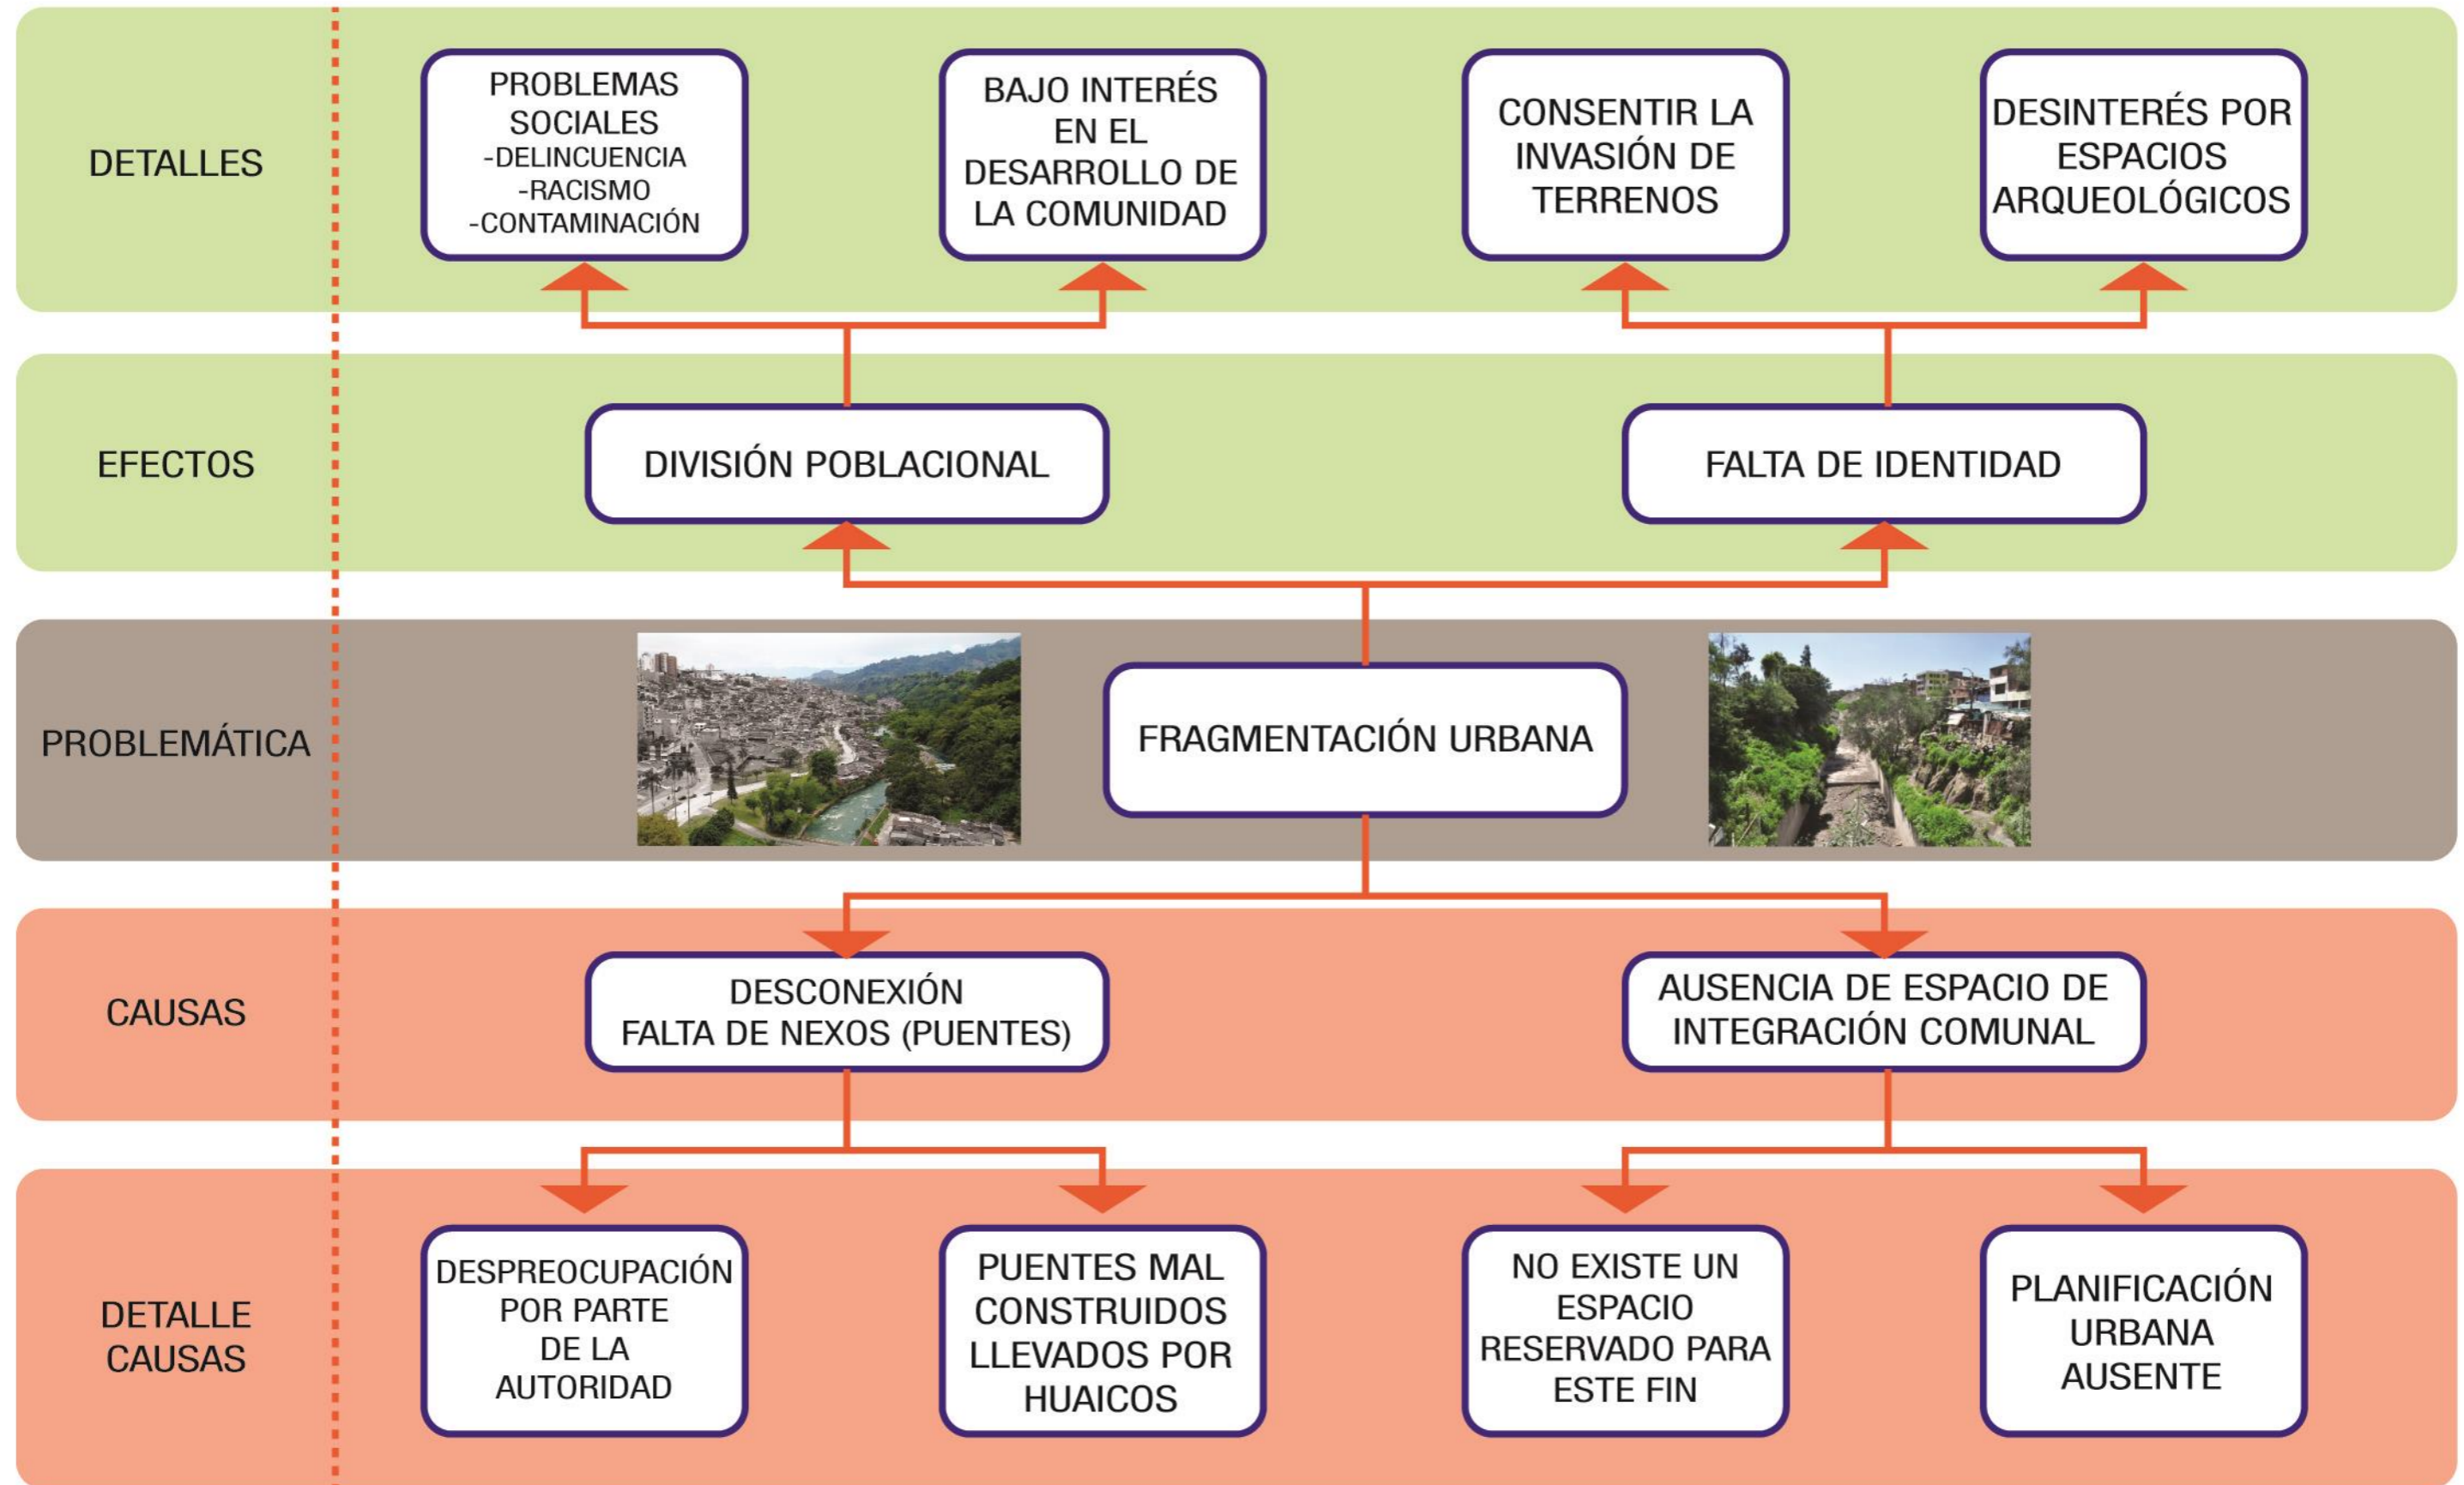 DETALLES
PROBLEMAS
SOCIALES
-DELINCUENCIA
-RACISMO
-CONTAMINACIÓN
BAJO INTERÉS
EN EL
DESARROLLO DE
LA COMUNIDAD
CONSENTIR LA
INVASIÓN DE
TERRENOS
DESINTERÉS POR
ESPACIOS
ARQUEOLÓGICOS
EFECTOS
DIVISIÓN POBLACIONAL
FALTA DE IDENTIDAD
PROBLEMÁTICA
FRAGMENTACIÓN URBANA
CAUSAS
DESCONEXIÓN
FALTA DE NEXOS (PUENTES)
AUSENCIA DE ESPACIO DE
INTEGRACIÓN COMUNAL
DETALLE
CAUSAS
DESPREOCUPACIÓN
POR PARTE
DE LA
AUTORIDAD
PUENTES MAL
CONSTRUIDOS
LLEVADOS POR
HUAICOS
NO EXISTE UN
ESPACIO
RESERVADO PARA
ESTE FIN
PLANIFICACIÓN
URBANA
AUSENTE